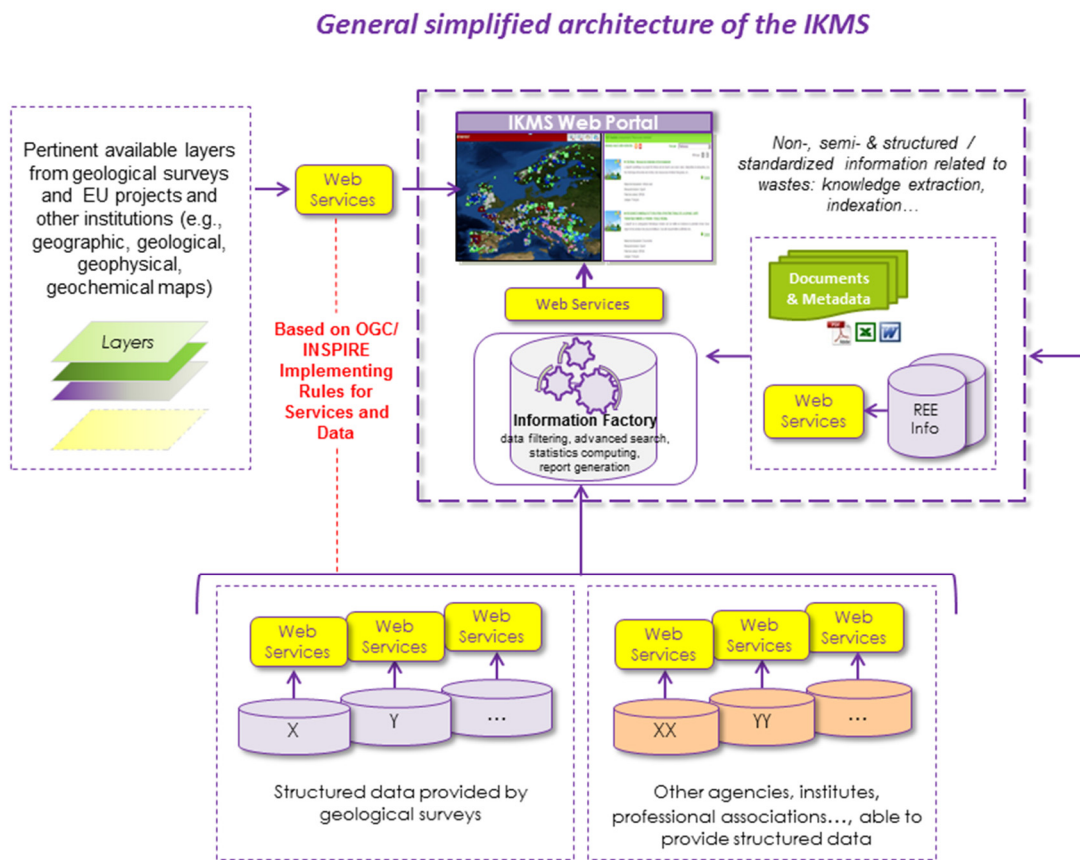 General simplified architecture of the IKMS
Pertinent available layers
from geological surveys
and EU projects and
other institutions (e.g.,
geographic, geological,
geophysical,
geochemical maps)
Layers
Web
Services
Based on OGC/
INSPIRE
Implementing
Rules for
Services and
Data
IKMS Web Portal
Web Services
Information Factory
data filtering, advanced search,
statistics computing,
report generation
Non-, semi- & structured /
standardized information related to
wastes: knowledge extraction,
indexation…
Documents
& Metadata
PDF
Web
Services
REE
Info
Web
Services
Web
Services
Web
Services
X
Y
...
Structured data provided by
geological surveys
Web
Services
Web
Services
Web
Services
XX
YY
...
Other agencies, institutes,
professional associations…, able to
provide structured data